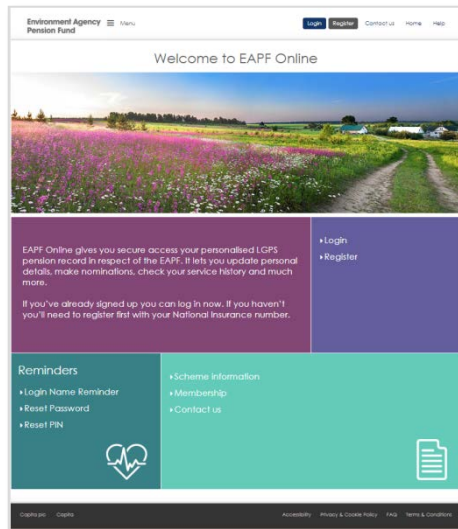 Environment Agency
Pension Fund
Menu
Login
Register
Contact us
Home
Help
Welcome to EAPF Online
EAPF Online gives you secure access your personalised LGPS
pension record in respect of the EAPF. It lets you update personal
details, make nominations, check your service history and much
more.
If you've already signed up you can log in now. If you haven't
you'll need to register first with your National Insurance number.
Login
Register
Reminders
Login Name Reminder
Reset Password
Reset PIN
Scheme information
Membership
Contact us
Capita plc
Capita
Accessibility
Privacy & Cookie Policy
FAQ
Terms & Conditions